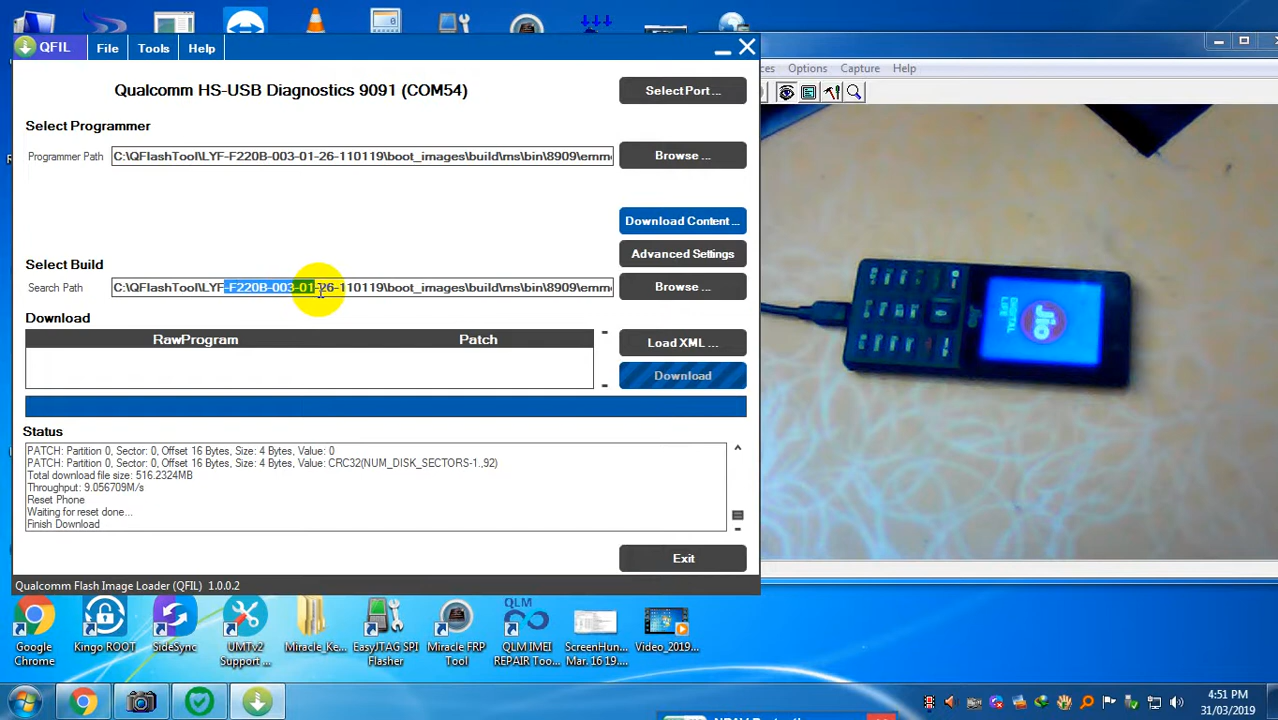 QFIL File Tools Help
Qualcomm HS-USB Diagnostics 9091 (COM54)
Select Port ...
Select Programmer
Programmer Path C:\QFlashTool\LYF-F220B-003-01-26-110119\boot_images\build\ms\bin\8909\emm
Browse ...
Download Content ...
Select Build
Advanced Settings
Search Path C:\QFlashTool\LYF-F220B-003-01-26-110119\boot_images\build\ms\bin\8909\emm
Browse ...
Download
RawProgram Patch
Load XML ...
Download
Status
PATCH: Partition 0, Sector: 0, Offset 16 Bytes, Size: 4 Bytes, Value: 0
PATCH: Partition 0, Sector: 0, Offset 16 Bytes, Size: 4 Bytes, Value: CRC32(NUM_DISK_SECTORS-1.,92)
Total download file size: 516.2324MB
Throughput: 9.056709M/s
Reset Phone
Waiting for reset done...
Finish Download
Exit
Qualcomm Flash Image Loader (QFIL) 1.0.0.2
ces Options Capture Help
Jio
DIGITAL
LIFE
Jio
Google
Chrome
Kingo ROOT
SideSync
UMTv2
Support ...
Miracle_Ke...
EasyJTAG SPI
Flasher
Miracle FRP
Tool
QLM
QLM IMEI
REPAIR Too...
ScreenHun...
Mar. 16 19....
Video_2019...
4:51 PM
31/03/2019